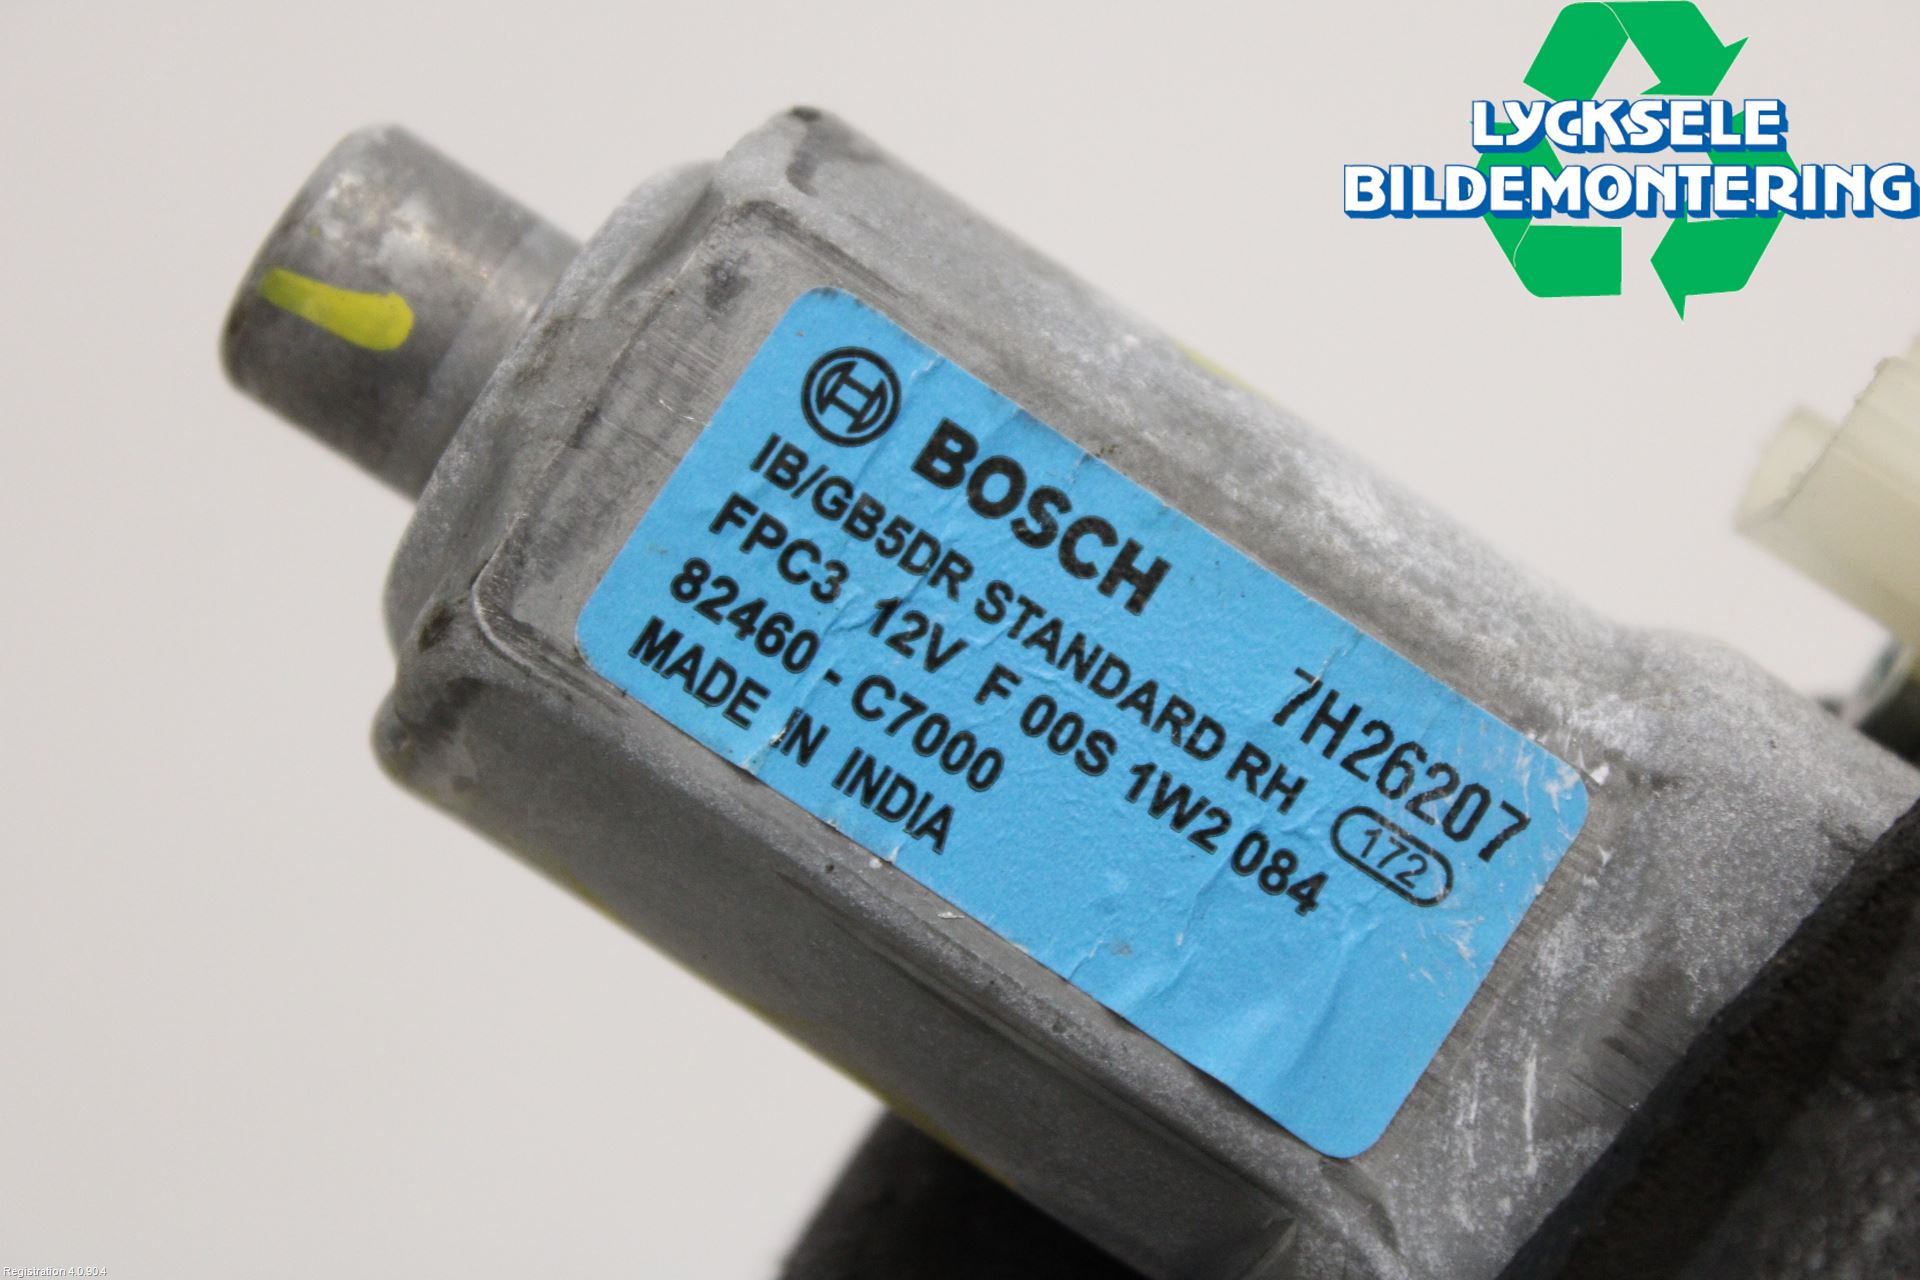 LYCKSELE
BILDEMONTERING
BOSCH 7H26207
IB/GB5DR STANDARD RH 172
FPC3 12V F 00S 1W2 084
82460 - C7000
MADE IN INDIA
Registration 4.0.90.4